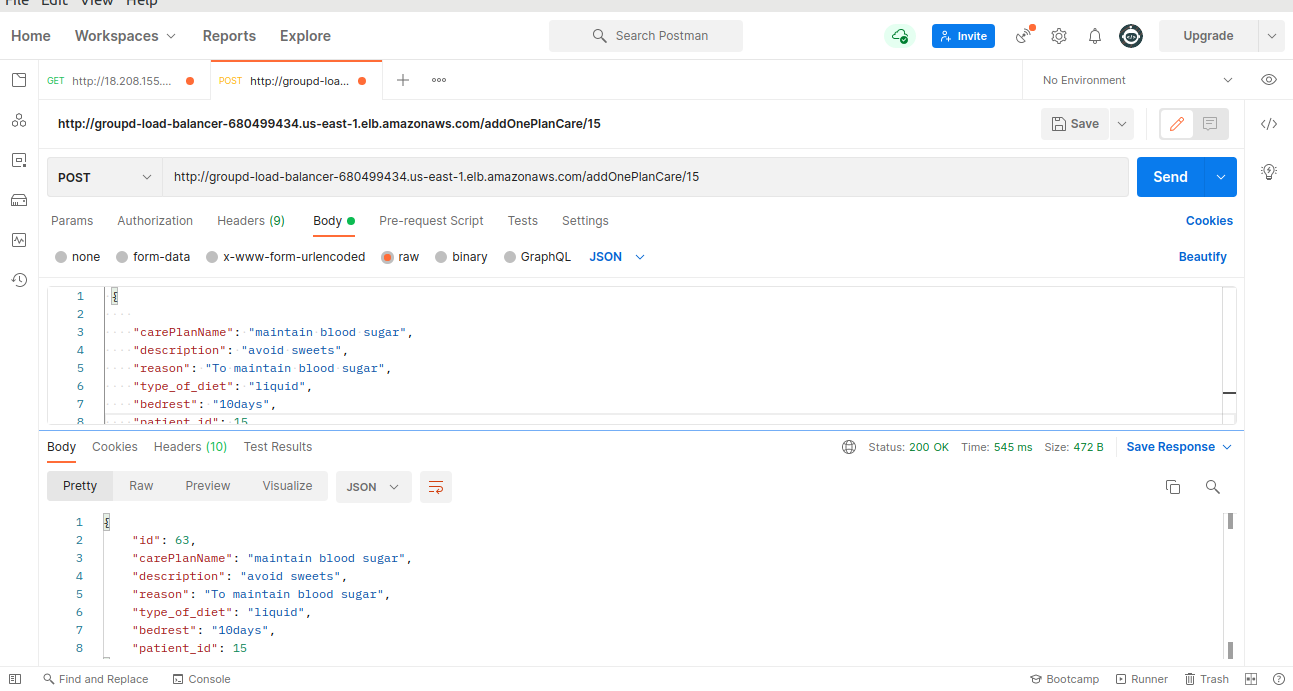 File Edit View Help
Home Workspaces Reports Explore Search Postman Invite Upgrade
GET http://18.208.155.... POST http://groupd-loa... No Environment
http://groupd-load-balancer-680499434.us-east-1.elb.amazonaws.com/addOnePlanCare/15 Save
POST http://groupd-load-balancer-680499434.us-east-1.elb.amazonaws.com/addOnePlanCare/15 Send
Params Authorization Headers (9) Body Pre-request Script Tests Settings Cookies
none form-data x-www-form-urlencoded raw binary GraphQL JSON Beautify
1 {
2
3 "carePlanName": "maintain blood sugar",
4 "description": "avoid sweets",
5 "reason": "To maintain blood sugar",
6 "type_of_diet": "liquid",
7 "bedrest": "10days",
8 "patient_id": 15
Body Cookies Headers (10) Test Results Status: 200 OK Time: 545 ms Size: 472 B Save Response
Pretty Raw Preview Visualize JSON
1 {
2 "id": 63,
3 "carePlanName": "maintain blood sugar",
4 "description": "avoid sweets",
5 "reason": "To maintain blood sugar",
6 "type_of_diet": "liquid",
7 "bedrest": "10days",
8 "patient_id": 15
Find and Replace Console Bootcamp Runner Trash